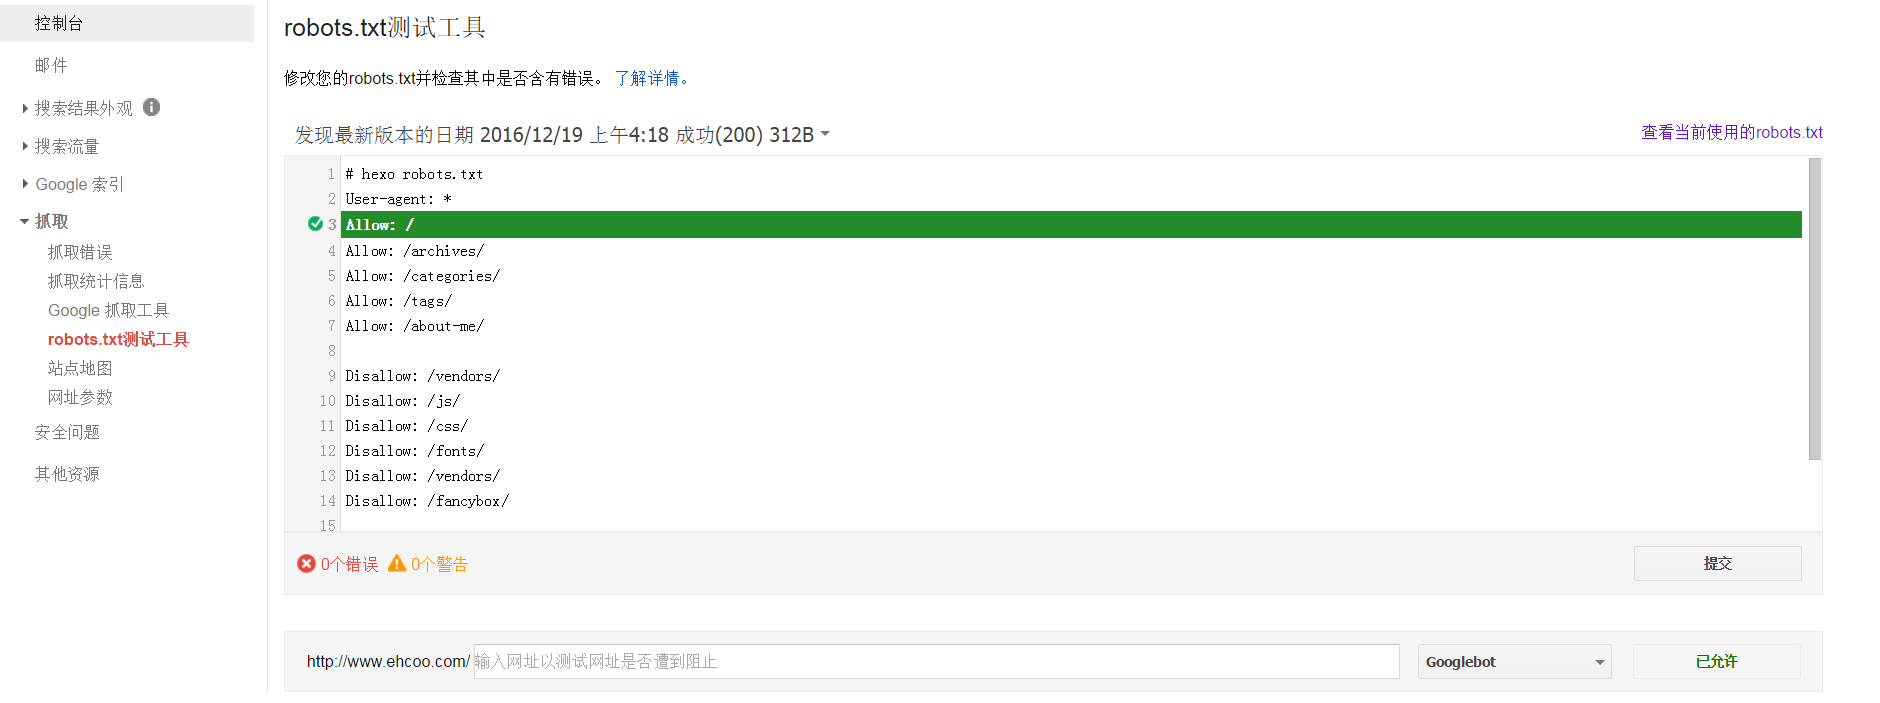 控制台
邮件
搜索结果外观
搜索流量
Google 索引
抓取
抓取错误
抓取统计信息
Google 抓取工具
robots.txt测试工具
站点地图
网址参数
安全问题
其他资源
robots.txt测试工具
修改您的robots.txt并检查其中是否含有错误。 了解详情。
发现最新版本的日期 2016/12/19 上午4:18 成功(200) 312B
查看当前使用的robots.txt
1 # hexo robots.txt
2 User-agent: *
3 Allow: /
4 Allow: /archives/
5 Allow: /categories/
6 Allow: /tags/
7 Allow: /about-me/
8
9 Disallow: /vendors/
10 Disallow: /js/
11 Disallow: /css/
12 Disallow: /fonts/
13 Disallow: /vendors/
14 Disallow: /fancybox/
15
0个错误 0个警告
提交
http://www.ehcoo.com/ 输入网址以测试网址是否遭到阻止 Googlebot 已允许